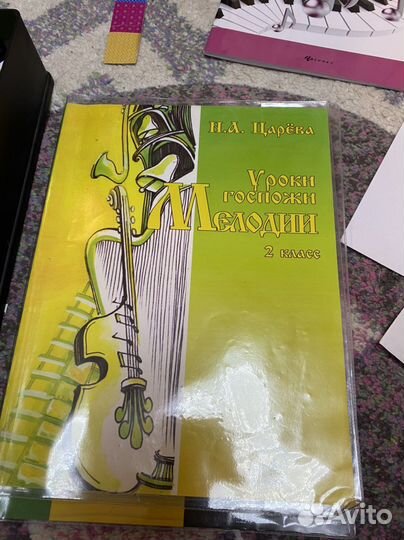 Н.А. Царёва
Уроки
госпожи
Мелодии
2 класс
Avito